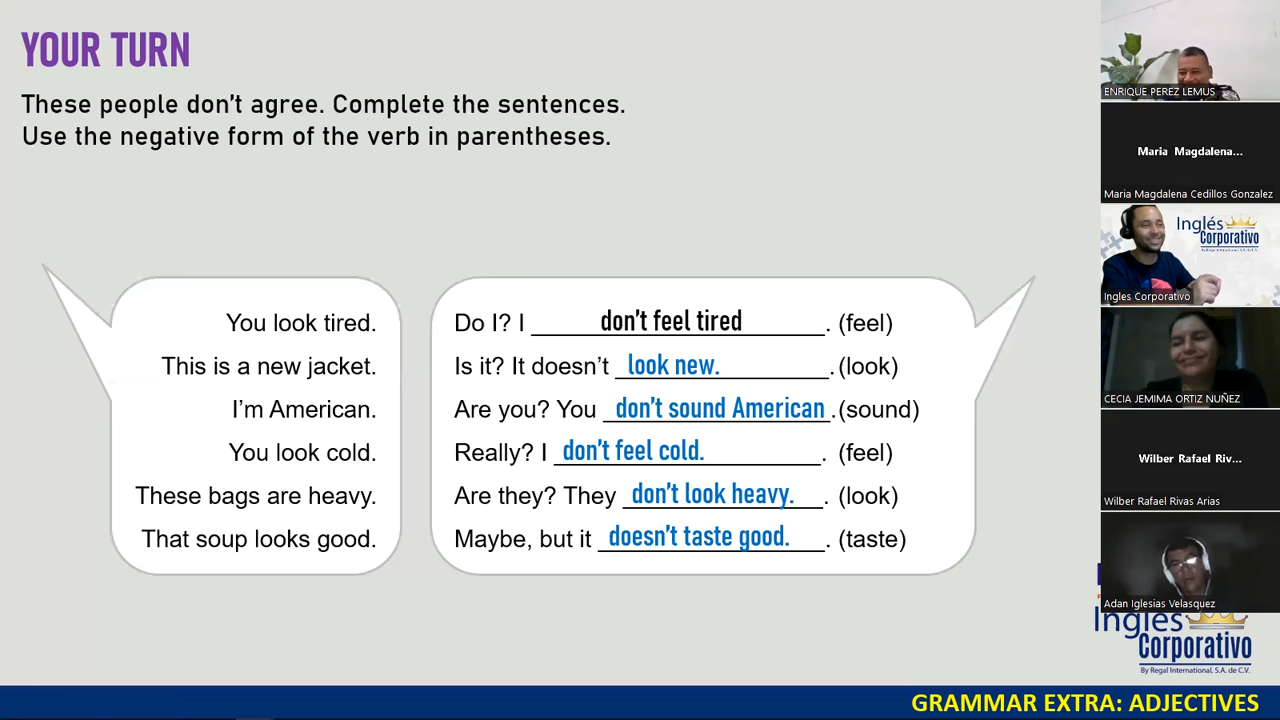 YOUR TURN
These people don't agree. Complete the sentences.
Use the negative form of the verb in parentheses.
You look tired.
This is a new jacket.
I'm American.
You look cold.
These bags are heavy.
That soup looks good.
Do I? I don't feel tired. (feel)
Is it? It doesn't look new. . (look)
Are you? You don't sound American . (sound)
Really? I don't feel cold. . (feel)
Are they? They don't look heavy. . (look)
Maybe, but it doesn't taste good. . (taste)
ENRIQUE PEREZ LEMUS
Maria Magdalena...
Maria Magdalena Cedillos Gonzalez
Inglés
Corporativo
By Regal International, S.A. de C.V.
Ingles Corporativo
CECIA JEMIMA ORTIZ NUÑEZ
Wilber Rafael Riv...
Wilber Rafael Rivas Arias
Adan Iglesias Velasquez
Inglés
Corporativo
By Regal International, S.A. de C.V.
GRAMMAR EXTRA: ADJECTIVES